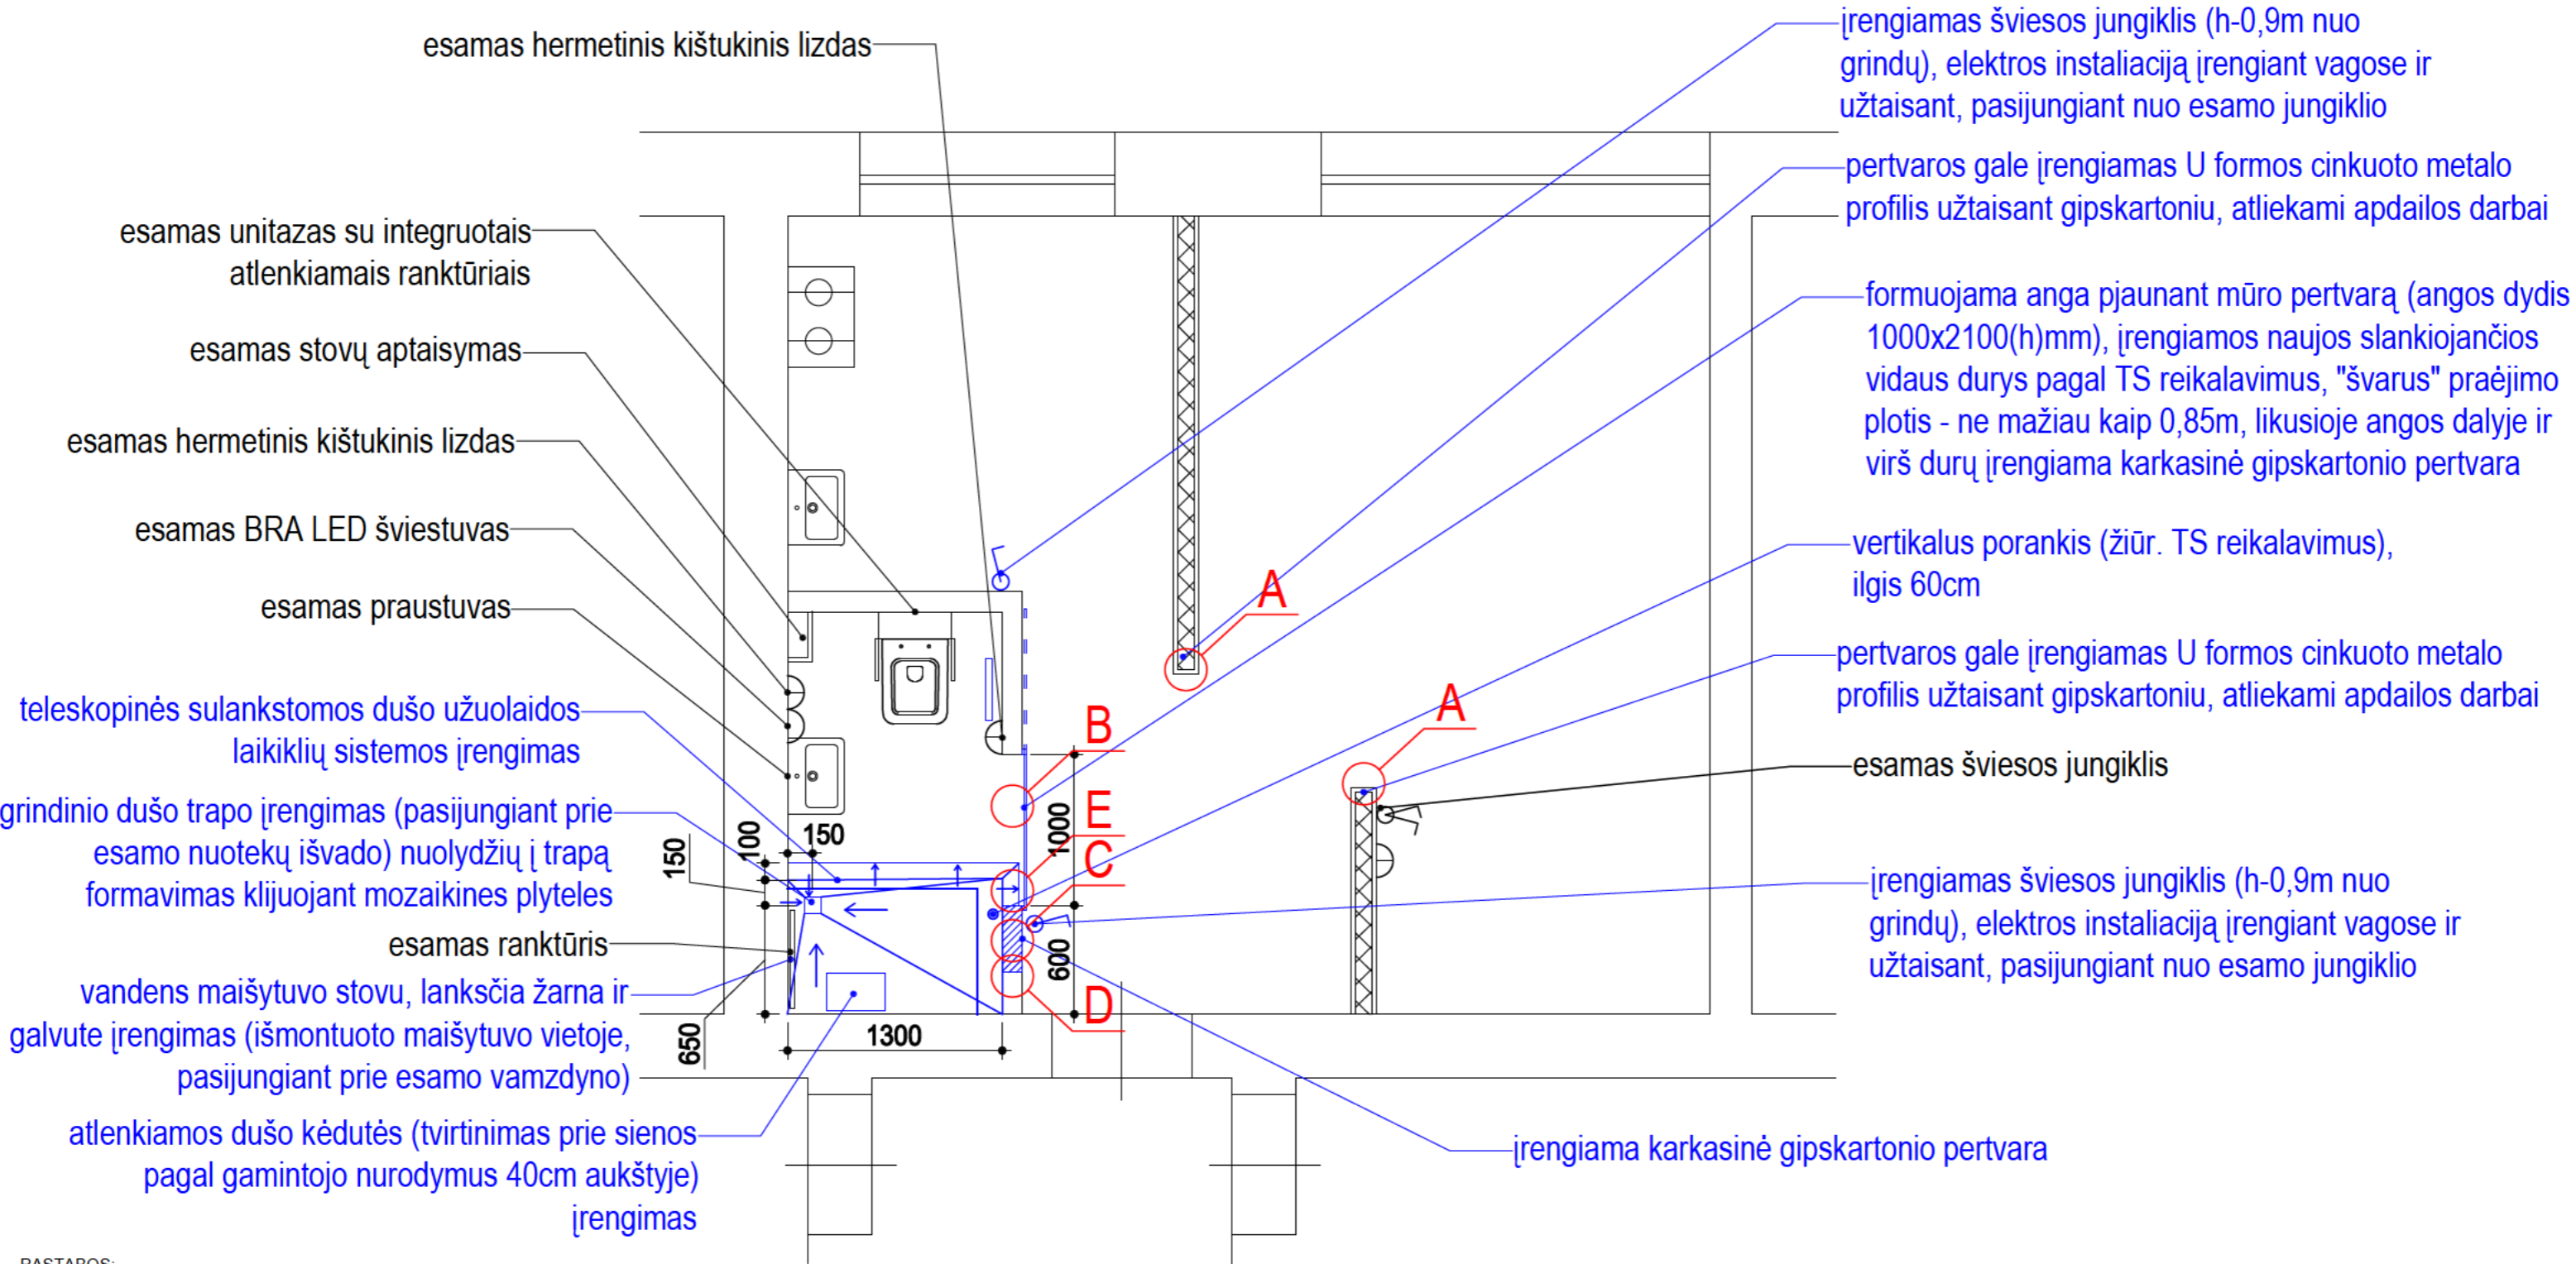 esamas hermetinis kištukinis lizdas
esamas unitazas su integruotais
atlenkiamais ranktūriais
esamas stovų aptaisymas
esamas hermetinis kištukinis lizdas
esamas BRA LED šviestuvas
esamas praustuvas
teleskopinės sulankstomos dušo užuolaidos
laikiklių sistemos įrengimas
grindinio dušo trapo įrengimas (pasijungiant prie
esamo nuotekų išvado) nuolydžių į trapą
formavimas klijuojant mozaikines plyteles
esamas ranktūris
vandens maišytuvo stovu, lanksčia žarna ir
galvute įrengimas (išmontuoto maišytuvo vietoje,
pasijungiant prie esamo vamzdyno)
atlenkiamos dušo kėdutės (tvirtinimas prie sienos
pagal gamintojo nurodymus 40cm aukštyje)
įrengimas
150
100
150
650
1300
1000
600
A
B
E
C
D
A
įrengiamas šviesos jungiklis (h-0,9m nuo
grindų), elektros instaliaciją įrengiant vagose ir
užtaisant, pasijungiant nuo esamo jungiklio
pertvaros gale įrengiamas U formos cinkuoto metalo
profilis užtaisant gipskartoniu, atliekami apdailos darbai
formuojama anga pjaunant mūro pertvarą (angos dydis
1000x2100(h)mm), įrengiamos naujos slankiojančios
vidaus durys pagal TS reikalavimus, "švarus" praėjimo
plotis - ne mažiau kaip 0,85m, likusioje angos dalyje ir
virš durų įrengiama karkasinė gipskartonio pertvara
vertikalus porankis (žiūr. TS reikalavimus),
ilgis 60cm
pertvaros gale įrengiamas U formos cinkuoto metalo
profilis užtaisant gipskartoniu, atliekami apdailos darbai
esamas šviesos jungiklis
įrengiamas šviesos jungiklis (h-0,9m nuo
grindų), elektros instaliaciją įrengiant vagose ir
užtaisant, pasijungiant nuo esamo jungiklio
įrengiama karkasinė gipskartonio pertvara